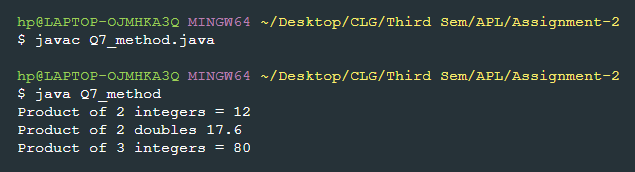 hp@LAPTOP-OJMHKA3Q MINGW64 ~/Desktop/CLG/Third Sem/APL/Assignment-2
$ javac Q7_method.java
hp@LAPTOP-OJMHKA3Q MINGW64 ~/Desktop/CLG/Third Sem/APL/Assignment-2
$ java Q7_method
Product of 2 integers = 12
Product of 2 doubles 17.6
Product of 3 integers = 80